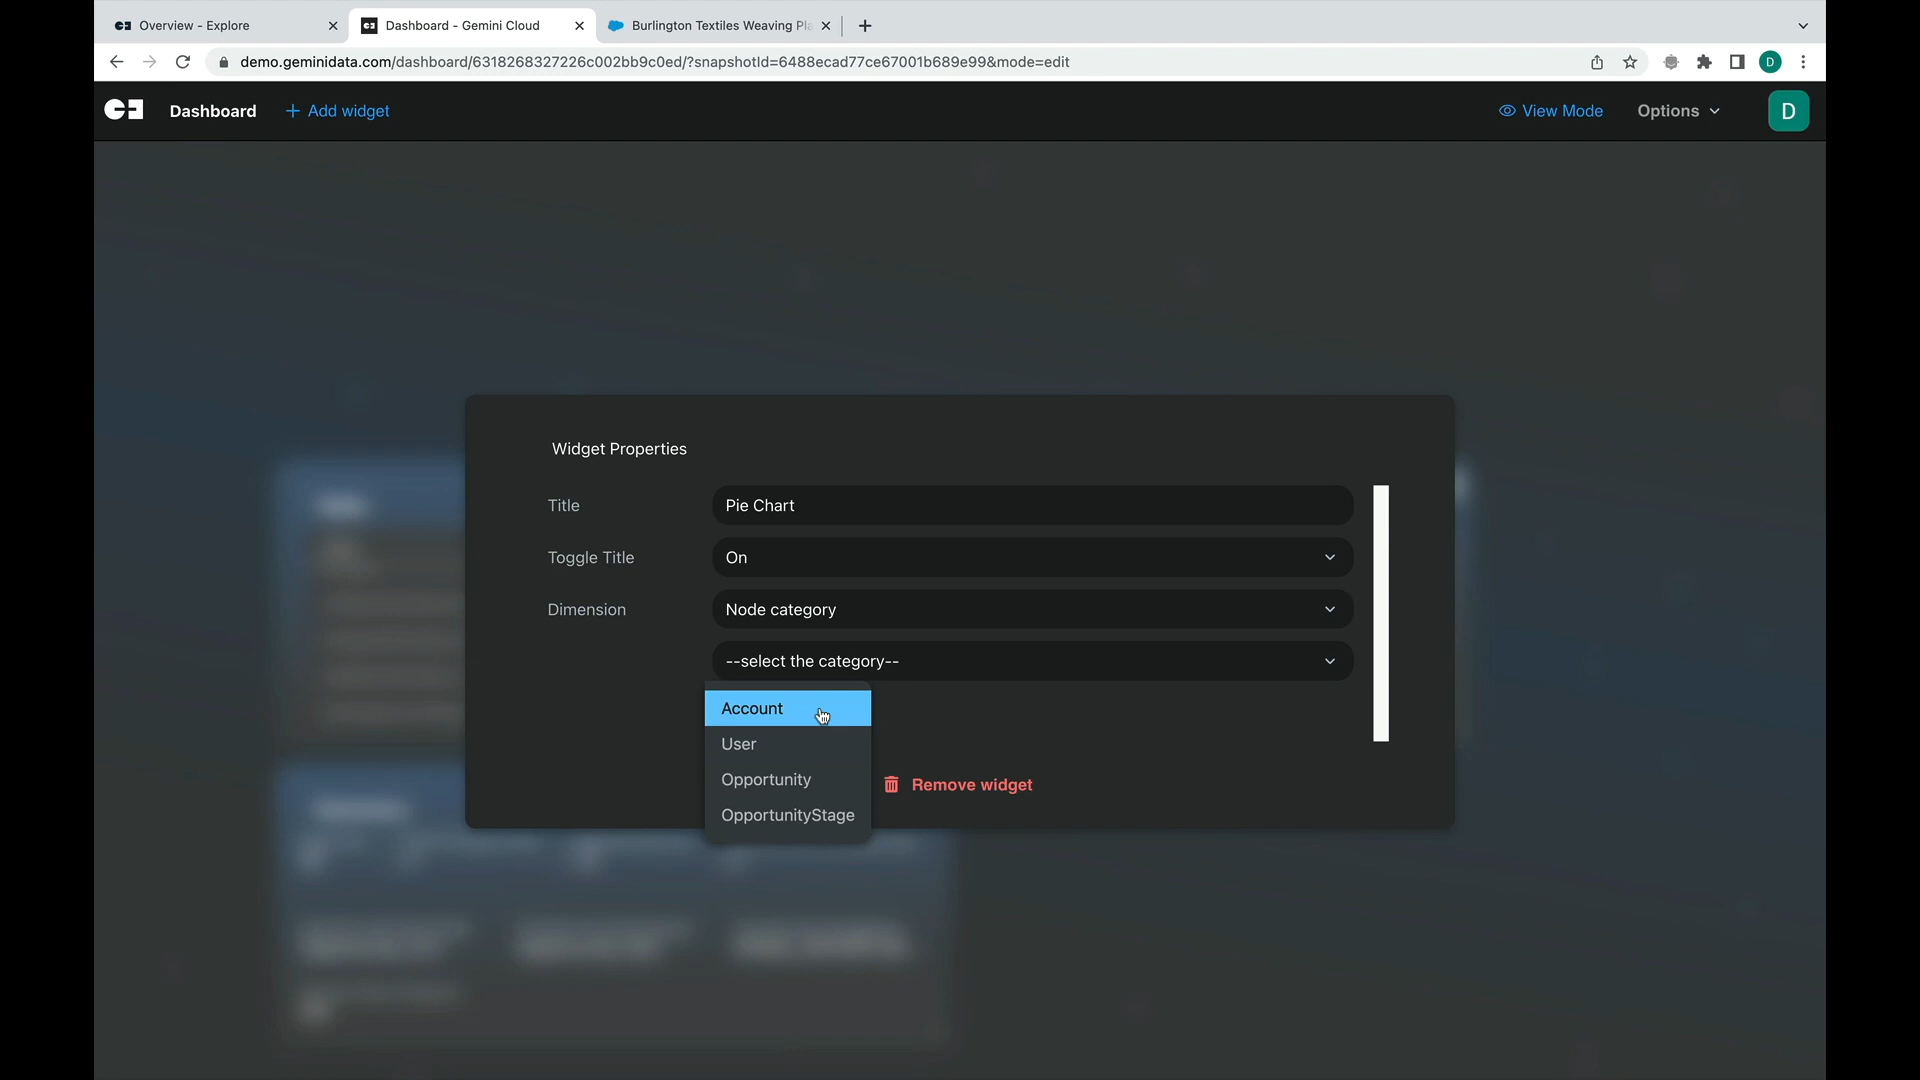 Overview - Explore
Dashboard - Gemini Cloud
Burlington Textiles Weaving Pla
demo.geminidata.com/dashboard/6318268327226c002bb9c0ed/?snapshotId=6488ecad77ce67001b689e99&mode=edit
D
Dashboard
+ Add widget
View Mode
Options
D
Widget Properties
Title
Pie Chart
Toggle Title
On
Dimension
Node category
--select the category--
Account
User
Opportunity
OpportunityStage
Remove widget